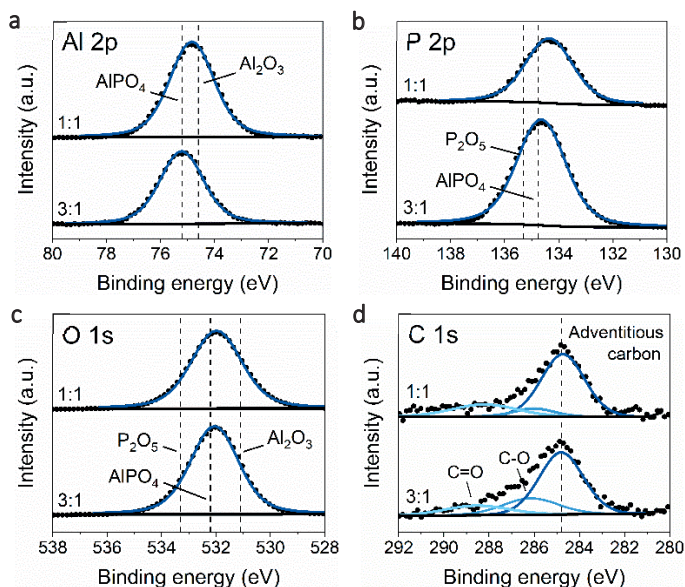 a
Al 2p
AlPO₄
Al₂O₃
1:1
3:1
Intensity (a.u.)
80 78 76 74 72 70
Binding energy (eV)
b
P 2p
1:1
P₂O₅
AlPO₄
3:1
Intensity (a.u.)
140 138 136 134 132 130
Binding energy (eV)
c
O 1s
1:1
P₂O₅
Al₂O₃
AlPO₄
3:1
Intensity (a.u.)
538 536 534 532 530 528
Binding energy (eV)
d
C 1s
Adventitious
carbon
1:1
C=O
C-O
3:1
Intensity (a.u.)
292 290 288 286 284 282 280
Binding energy (eV)